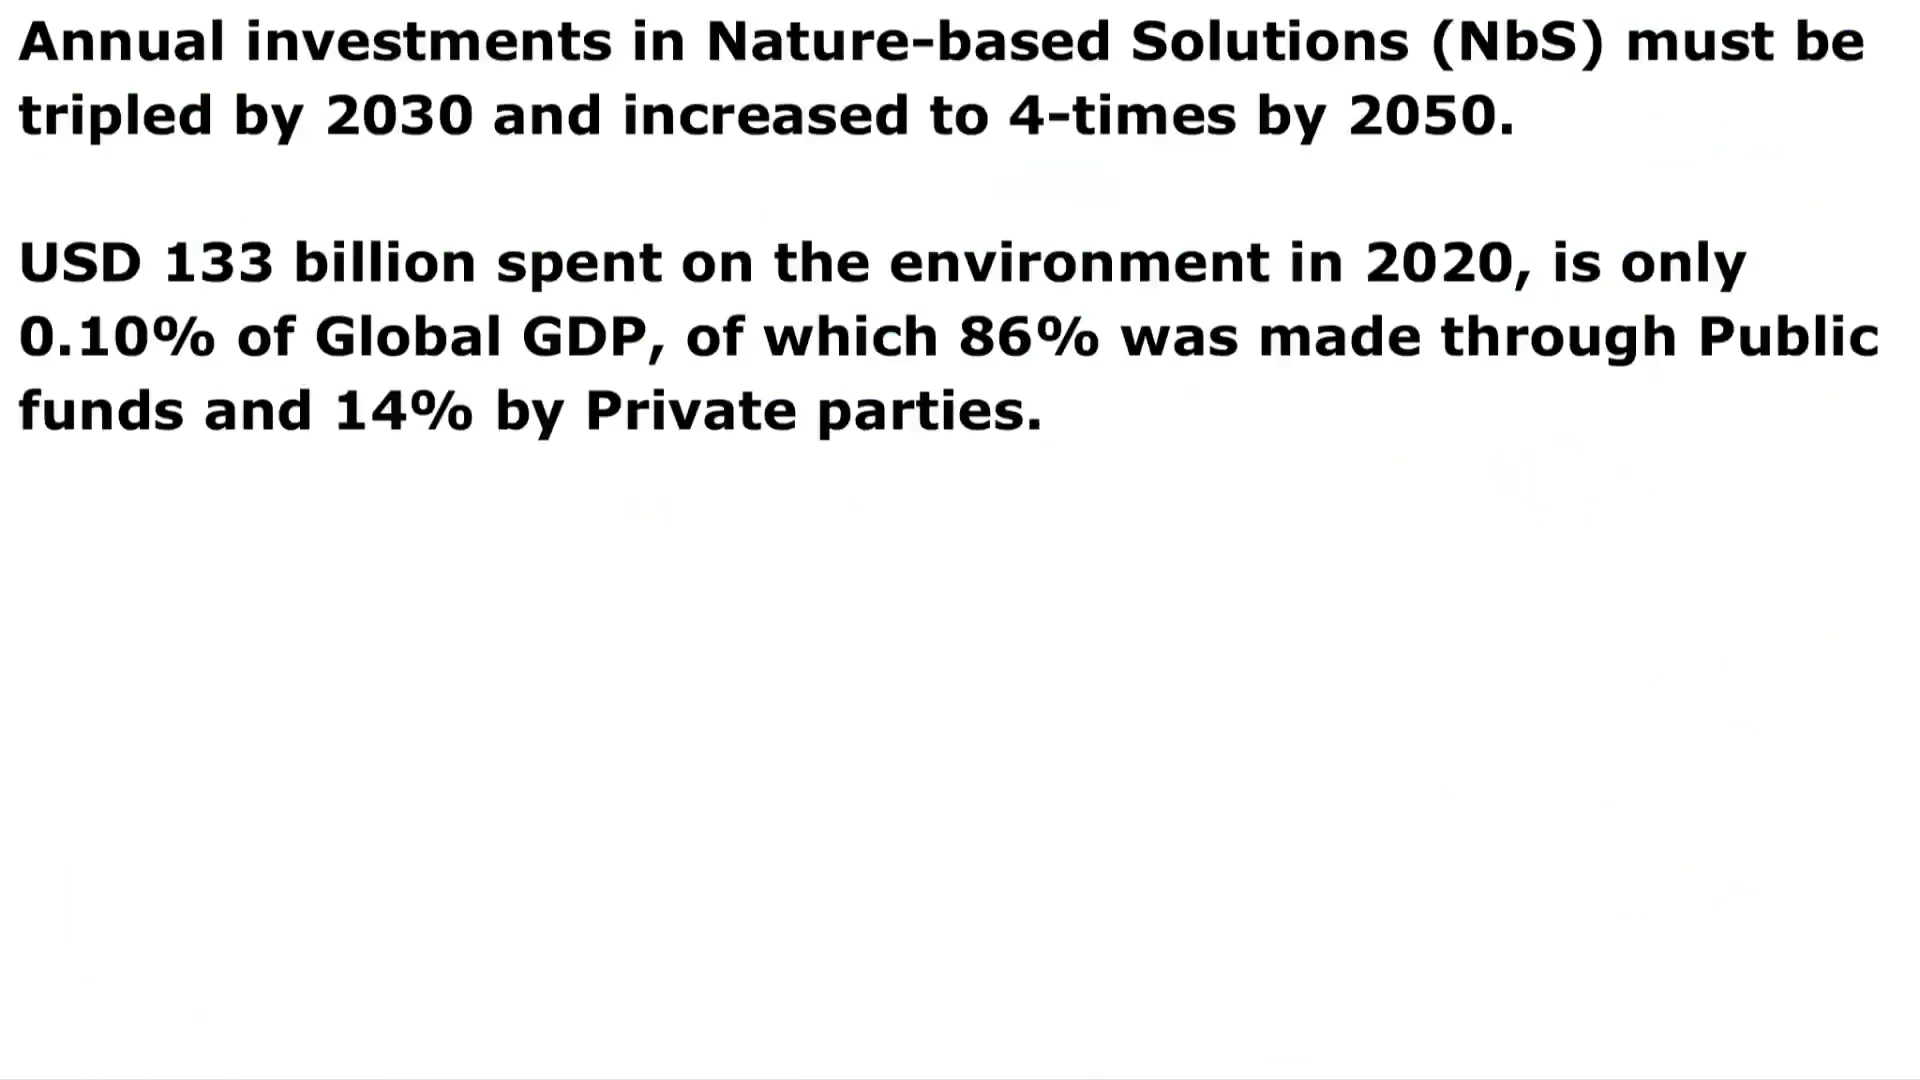 Annual investments in Nature-based Solutions (NbS) must be
tripled by 2030 and increased to 4-times by 2050.
USD 133 billion spent on the environment in 2020, is only
0.10% of Global GDP, of which 86% was made through Public
funds and 14% by Private parties.